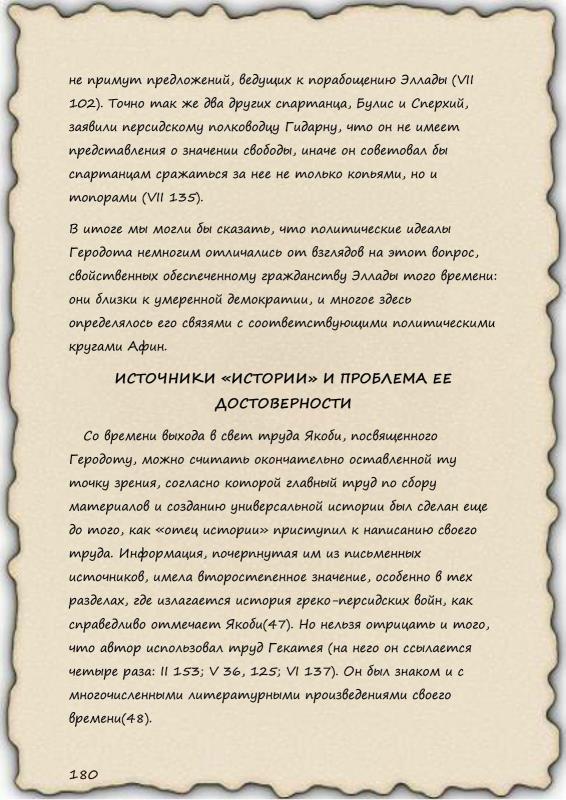 не примут предложений, ведущих к порабощению Эллады (VII
102). Точно так же два других спартанца, Булис и Сперхий,
заявили персидскому полководцу Гидарну, что он не имеет
представления о значении свободы, иначе он советовал бы
спартанцам сражаться за нее не только копьями, но и
топорами (VII 135).
В итоге мы могли бы сказать, что политические идеалы
Геродота немногим отличались от взглядов на этот вопрос,
свойственных обеспеченному гражданству Эллады того времени:
они близки к умеренной демократии, и многое здесь
определялось его связями с соответствующими политическими
кругами Афин.
ИСТОЧНИКИ «ИСТОРИИ» И ПРОБЛЕМА ЕЕ
ДОСТОВЕРНОСТИ
Со времени выхода в свет труда Якоби, посвященного
Геродоту, можно считать окончательно оставленной ту
точку зрения, согласно которой главный труд по сбору
материалов и созданию универсальной истории был сделан еще
до того, как «отец истории» приступил к написанию своего
труда. Информация, почерпнутая им из письменных
источников, имела второстепенное значение, особенно в тех
разделах, где излагается история греко-персидских войн, как
справедливо отмечает Якоби(47). Но нельзя отрицать и того,
что автор использовал труд Гекатея (на него он ссылается
четыре раза: II 153; V 36, 125; VI 137). Он был знаком и с
многочисленными литературными произведениями своего
времени(48).
180